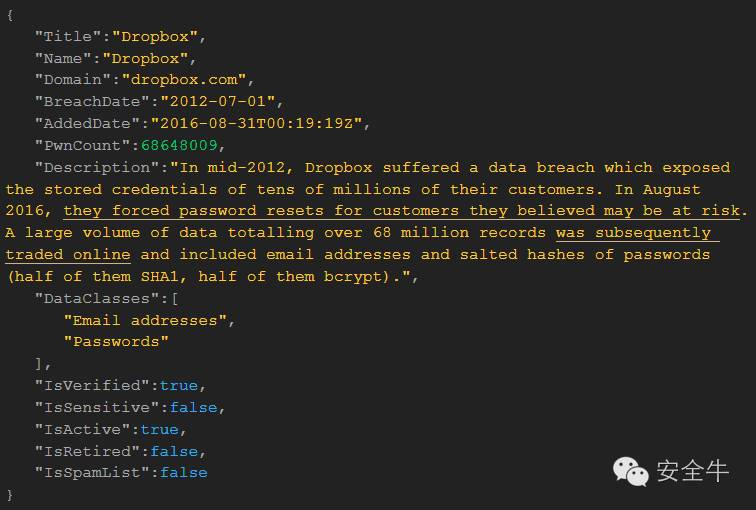 {
"Title":"Dropbox",
"Name":"Dropbox",
"Domain":"dropbox.com",
"BreachDate":"2012-07-01",
"AddedDate":"2016-08-31T00:19:19Z",
"PwnCount":68648009,
"Description":"In mid-2012, Dropbox suffered a data breach which exposed
the stored credentials of tens of millions of their customers. In August
2016, they forced password resets for customers they believed may be at risk.
A large volume of data totalling over 68 million records was subsequently
traded online and included email addresses and salted hashes of passwords
(half of them SHA1, half of them bcrypt).",
"DataClasses":[
"Email addresses",
"Passwords"
],
"IsVerified":true,
"IsSensitive":false,
"IsActive":true,
"IsRetired":false,
"IsSpamList":false
}
安全牛